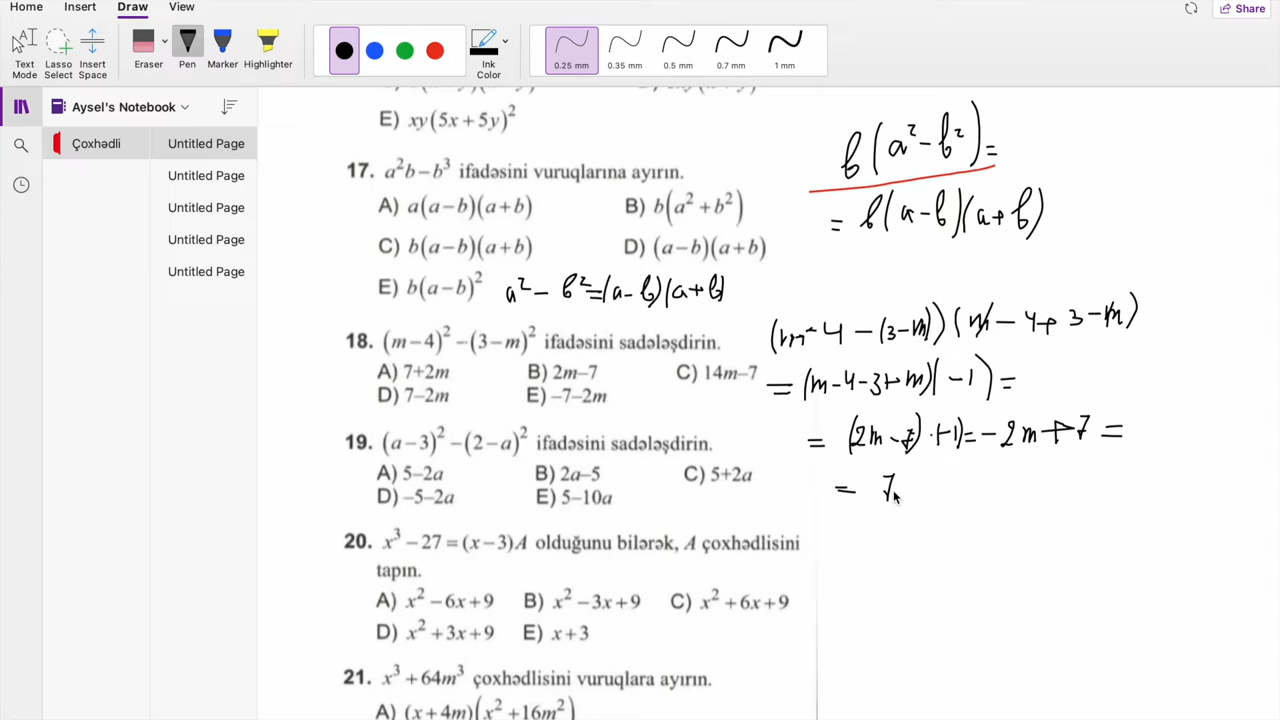 Home Insert Draw View
Share
Text Mode
Lasso Select
Insert Space
Eraser
Pen
Marker
Highlighter
Ink Color
0.25 mm
0.35 mm
0.5 mm
0.7 mm
1 mm
Aysel's Notebook
Çoxhədli
Untitled Page
Untitled Page
Untitled Page
Untitled Page
Untitled Page
E) xy(5x+5y)²
17. a²b–b³ ifadəsini vuruqlarına ayırın.
A) a(a–b)(a+b) B) b(a²+b²)
C) b(a–b)(a+b) D) (a–b)(a+b)
E) b(a–b)² a² – b² = (a–b)(a+b)
18. (m–4)² –(3–m)² ifadəsini sadələşdirin.
A) 7+2m B) 2m–7 C) 14m–7
D) 7–2m E) –7–2m
19. (a–3)² –(2–a)² ifadəsini sadələşdirin.
A) 5–2a B) 2a–5 C) 5+2a
D) –5–2a E) 5–10a
20. x³ –27 = (x–3)A olduğunu bilərək, A çoxhədlisini
tapın.
A) x² –6x+9 B) x² –3x+9 C) x² +6x+9
D) x² +3x+9 E) x+3
21. x³ +64m³ çoxhədlisini vuruqlara ayırın.
A) (x+4m)(x² +16m²)
b(a² – b²) =
= b(a–b)(a+b)
(m–4 – (3–m)) (m – 4 + 3 – m)
= (m–4–3+m)(–1) =
= (2m–7)·(–1) = –2m+7 =
= 7